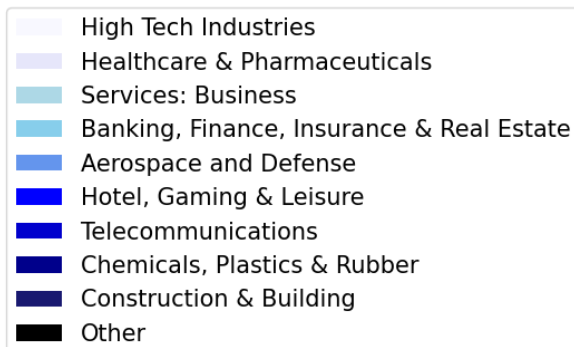 High Tech Industries
Healthcare & Pharmaceuticals
Services: Business
Banking, Finance, Insurance & Real Estate
Aerospace and Defense
Hotel, Gaming & Leisure
Telecommunications
Chemicals, Plastics & Rubber
Construction & Building
Other